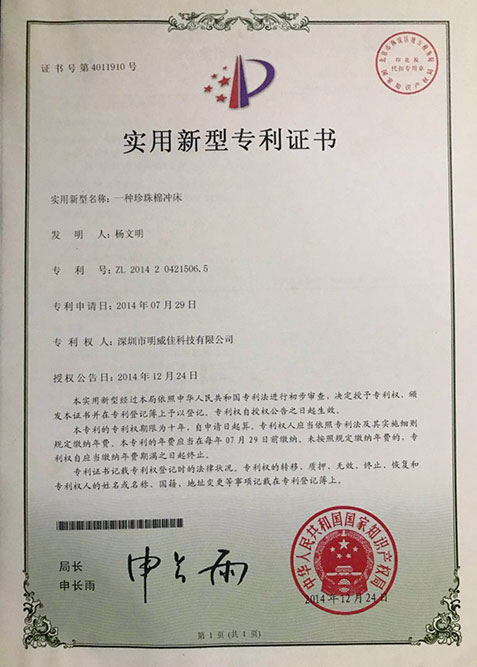 证书号第4011910号
印花税
代扣专用章
实用新型专利证书
实用新型名称：一种珍珠棉冲床
发明人：杨文明
专利号：ZL 2014 2 0421506.5
专利申请日：2014年07月29日
专利权人：深圳市明威佳科技有限公司
授权公告日：2014年12月24日
本实用新型经过本局依照中华人民共和国专利法进行初步审查，决定授予专利权，颁
发本证书并在专利登记簿上予以登记。专利权自授权公告之日起生效。
本专利的专利权期限为十年，自申请日起算。专利权人应当依照专利法及其实施细则
规定缴纳年费。本专利的年费应当在每年07月29日前缴纳。未按照规定缴纳年费的，专
利权自应当缴纳年费期满之日起终止。
专利证书记载专利权登记时的法律状况。专利权的转移、质押、无效、终止、恢复和
专利权人的姓名或名称、国籍、地址变更等事项记载在专利登记簿上。
局长
申长雨
申长雨
中华人民共和国国家知识产权局
2014年12月24日
第1页(共1页)